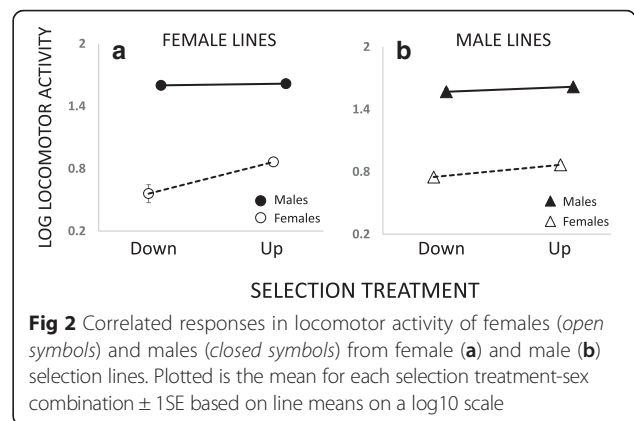 a FEMALE LINES
b MALE LINES
LOG LOCOMOTOR ACTIVITY
2
1.4
0.8
0.2
Males
Females
Down Up
2
1.4
0.8
0.2
Males
Females
Down Up
SELECTION TREATMENT
Fig 2 Correlated responses in locomotor activity of females (open
symbols) and males (closed symbols) from female (a) and male (b)
selection lines. Plotted is the mean for each selection treatment-sex
combination ± 1SE based on line means on a log10 scale